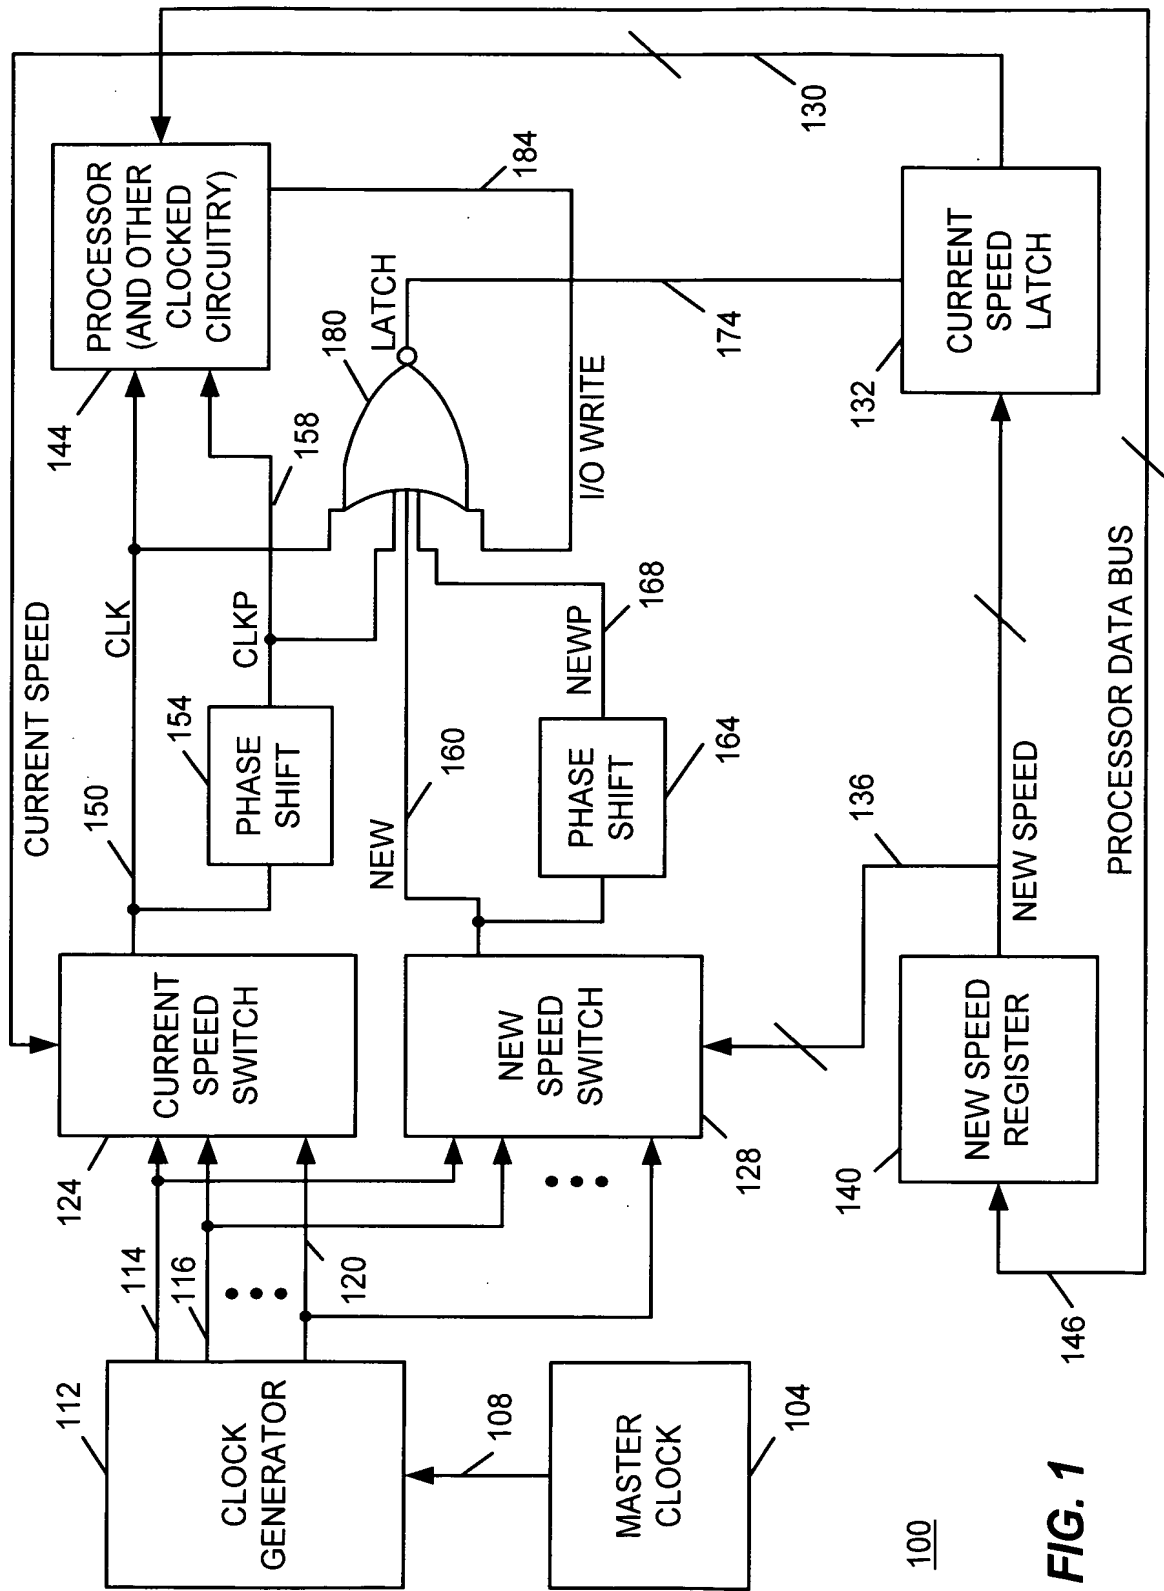 CURRENT SPEED
112
CLOCK
GENERATOR
108
MASTER
CLOCK
104
114
116
120
124
CURRENT
SPEED
SWITCH
NEW
SPEED
SWITCH
128
150
CLK
154
PHASE
SHIFT
CLKP
158
NEW
160
PHASE
SHIFT
164
NEWP
168
144
PROCESSOR
(AND OTHER
CLOCKED
CIRCUITRY)
180
LATCH
184
I/O WRITE
174
130
132
CURRENT
SPEED
LATCH
136
NEW SPEED
140
NEW SPEED
REGISTER
146
PROCESSOR DATA BUS
100
FIG. 1